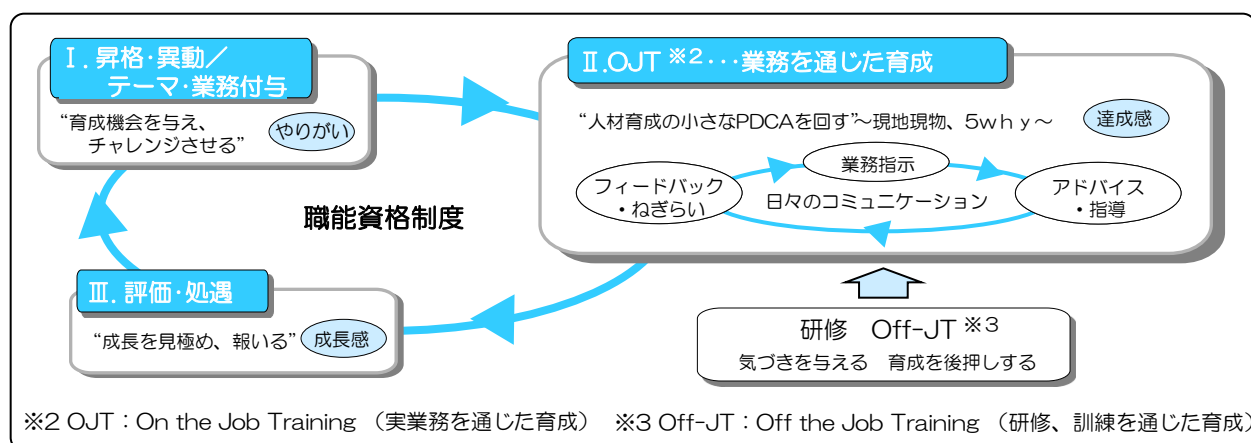 Ⅰ. 昇格・異動／
テーマ・業務付与
“育成機会を与え、
チャレンジさせる”
やりがい
Ⅱ.OJT ※2・・・業務を通じた育成
“人材育成の小さなPDCAを回す”～現地現物、5ｗｈｙ～
達成感
業務指示
フィードバック
・ねぎらい
日々のコミュニケーション
アドバイス
・指導
職能資格制度
Ⅲ. 評価・処遇
“成長を見極め、報いる”
成長感
研修　Off-JT ※3
気づきを与える　育成を後押しする
※2 OJT：On the Job Training （実業務を通じた育成）　※3 Off-JT：Off the Job Training （研修、訓練を通じた育成）